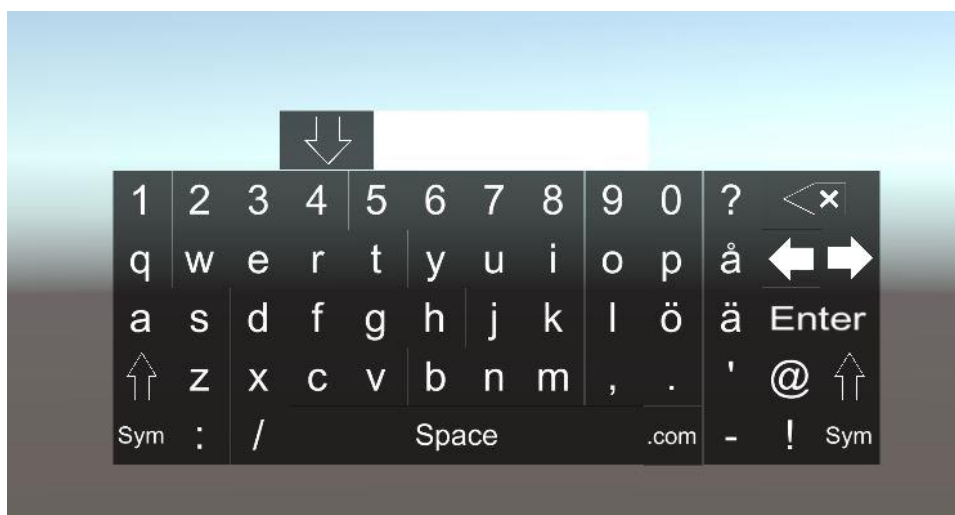 1 2 3 4 5 6 7 8 9 0 ?
q w e r t y u i o p å
a s d f g h j k l ö ä Enter
z x c v b n m , . ' @
Sym : / Space .com - ! Sym